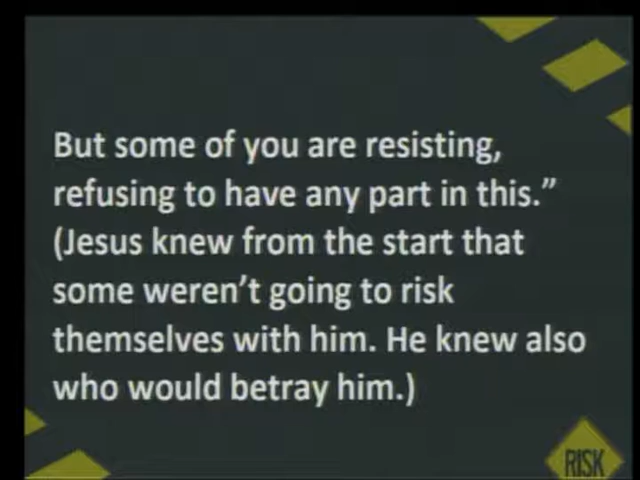 But some of you are resisting,
refusing to have any part in this.”
(Jesus knew from the start that
some weren’t going to risk
themselves with him. He knew also
who would betray him.)
RISK